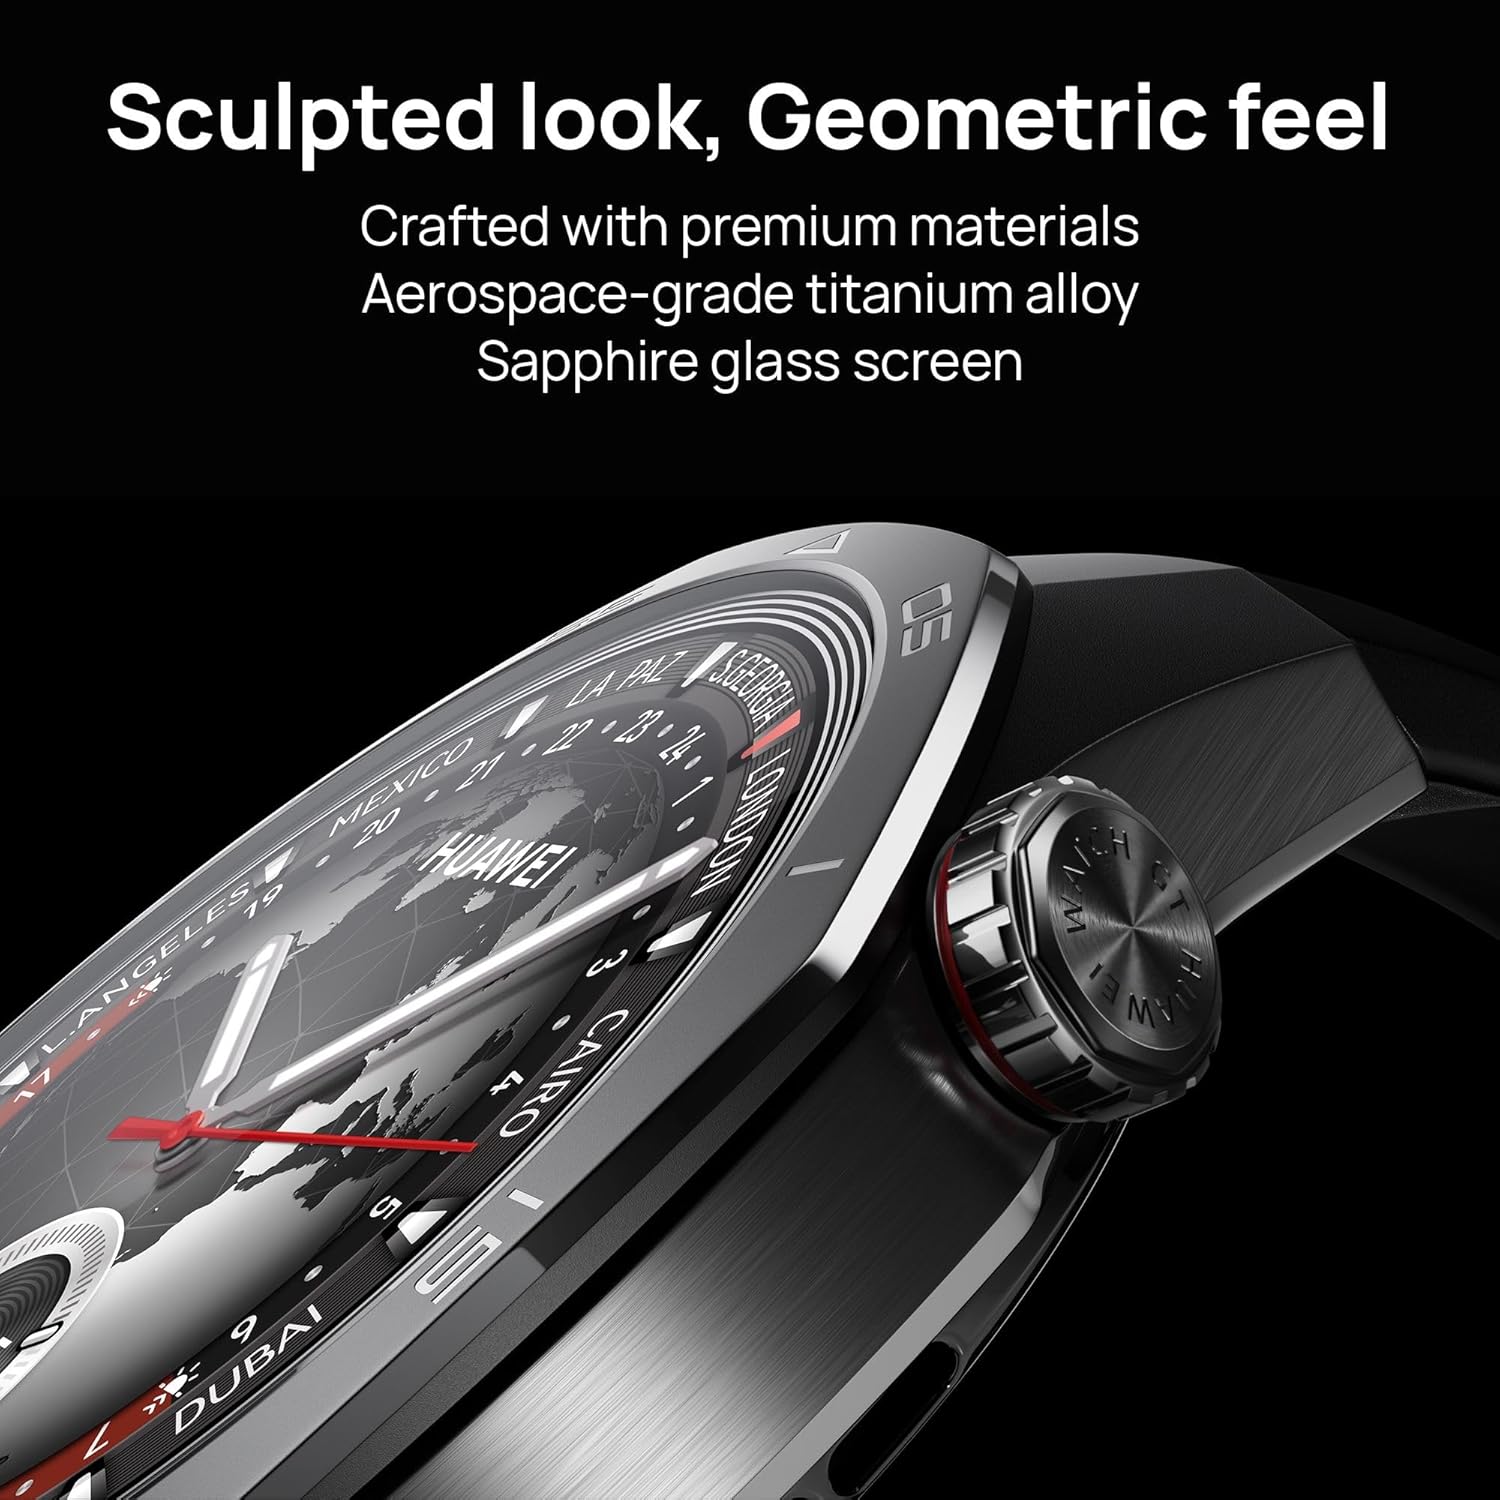 Sculpted look, Geometric feel
Crafted with premium materials
Aerospace-grade titanium alloy
Sapphire glass screen
05
S.GEORGIA
LA PAZ
MEXICO
L.ANGELES
LONDON
CAIRO
DUBAI
17
19
20
21
22
23
24
1
3
4
5
6
7
HUAWEI
15
WATCH GT
HUAWEI